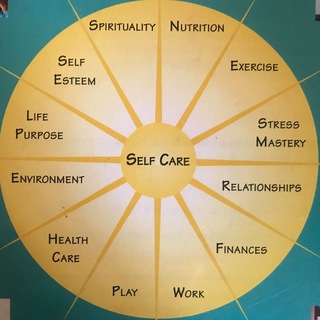 Spirituality
Nutrition
Exercise
Stress
Mastery
Relationships
Finances
Work
Play
Health
Care
Environment
Life
Purpose
Self
Esteem
Self Care